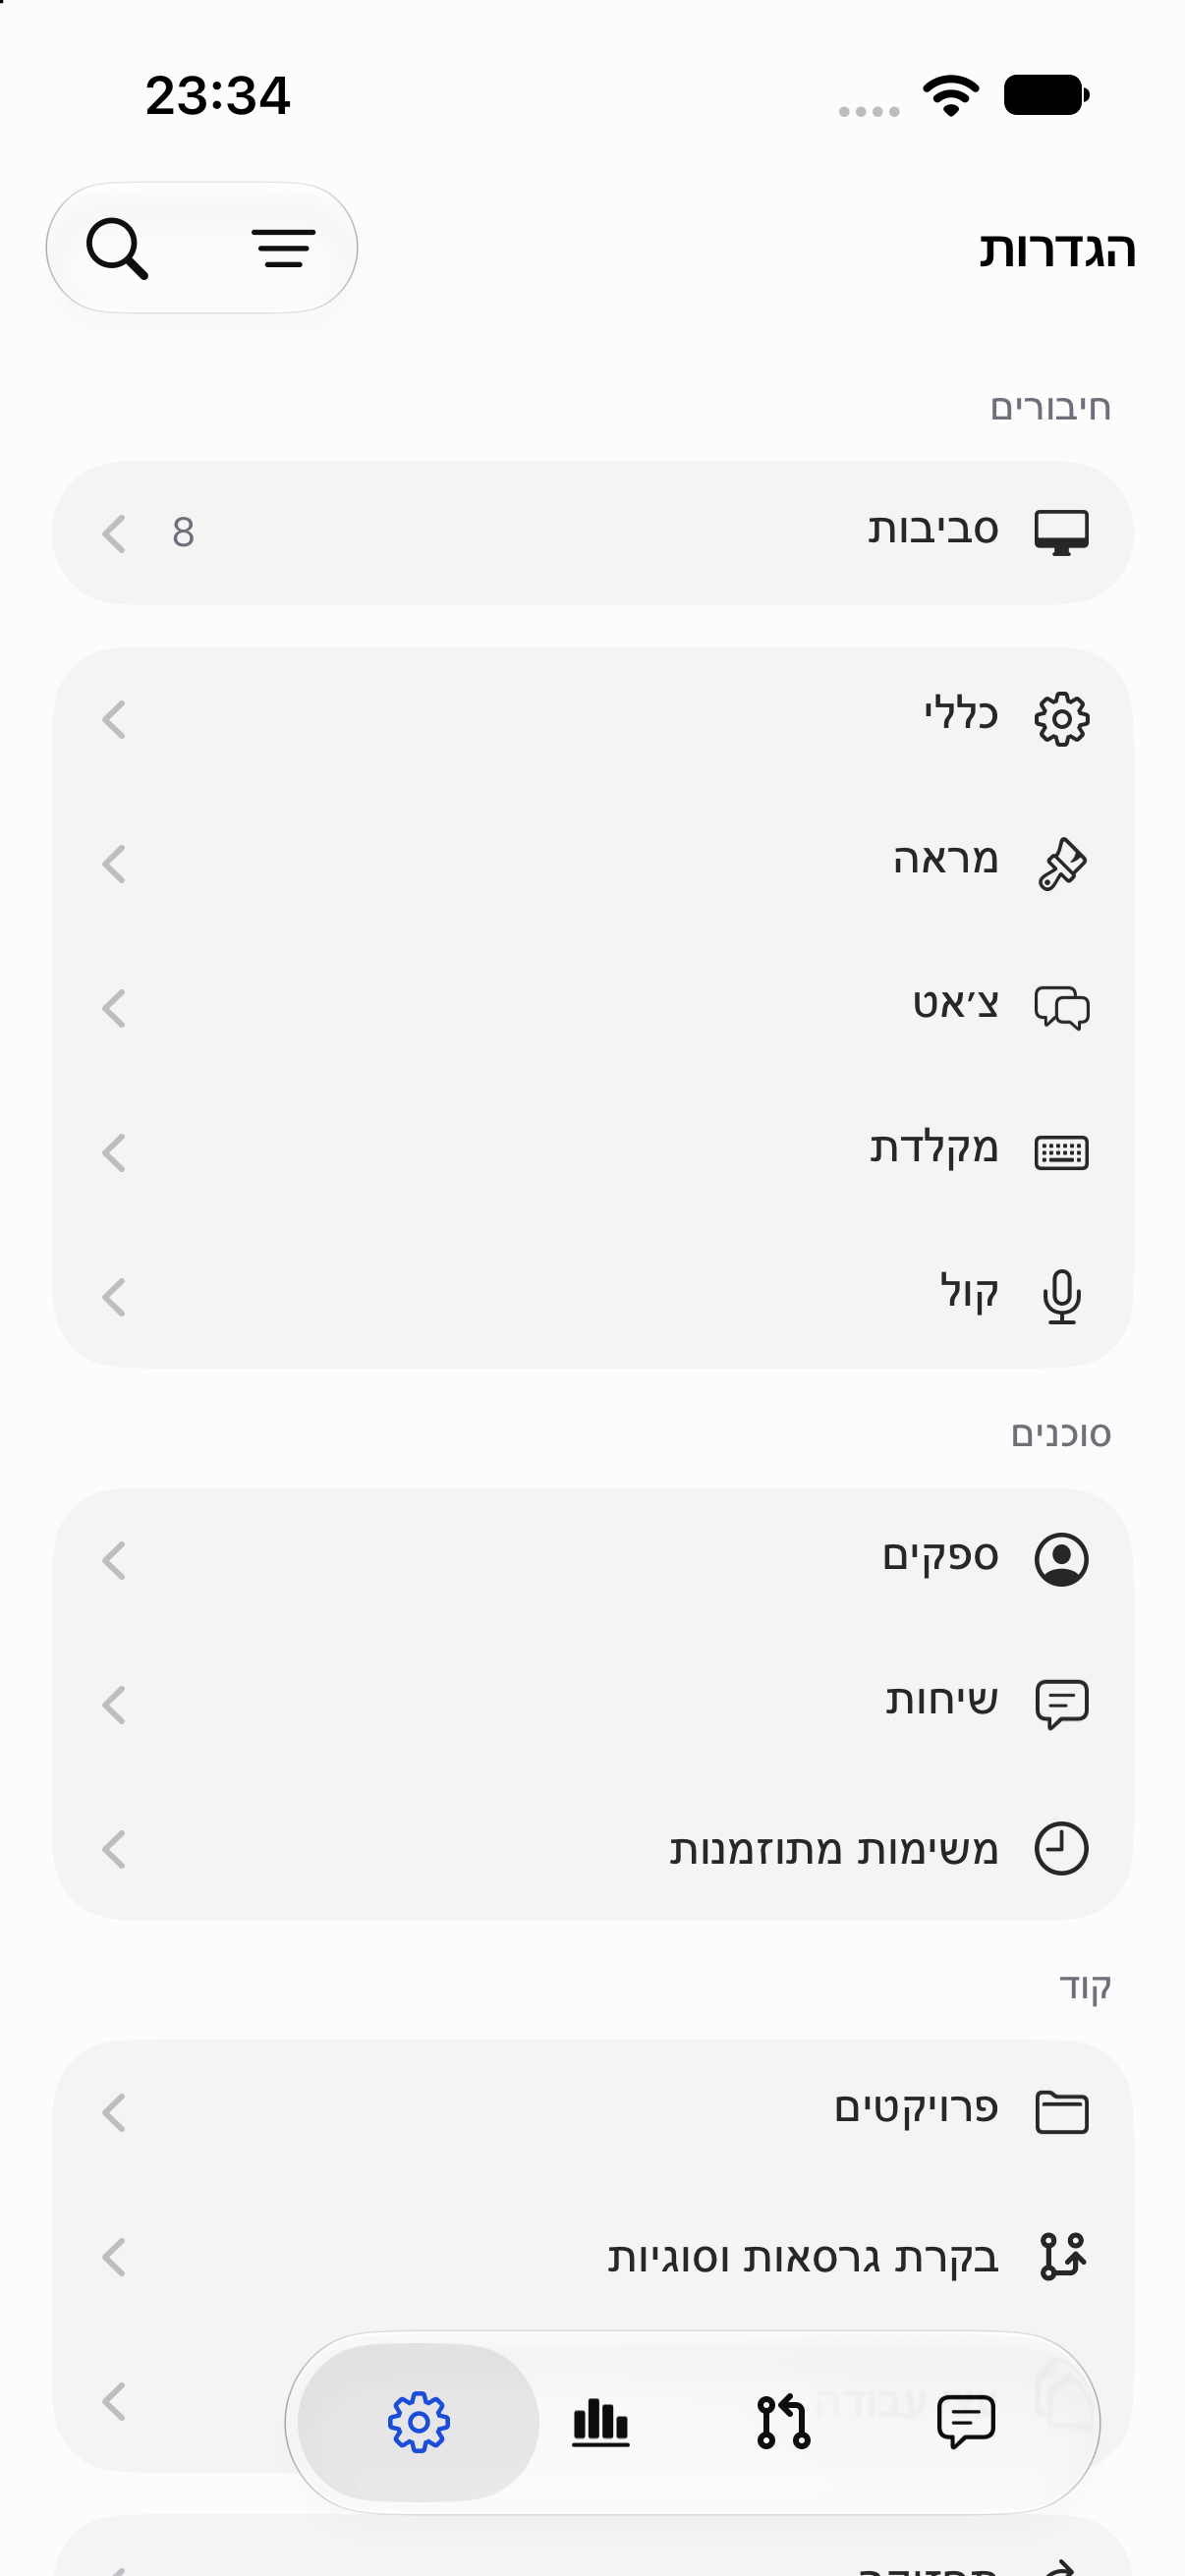 23:34
הגדרות
חיבורים
סביבות
8
כללי
מראה
צ׳אט
מקלדת
קול
סוכנים
ספקים
שיחות
משימות מתוזמנות
קוד
פרויקטים
בקרת גרסאות וסוגיות
עבודה